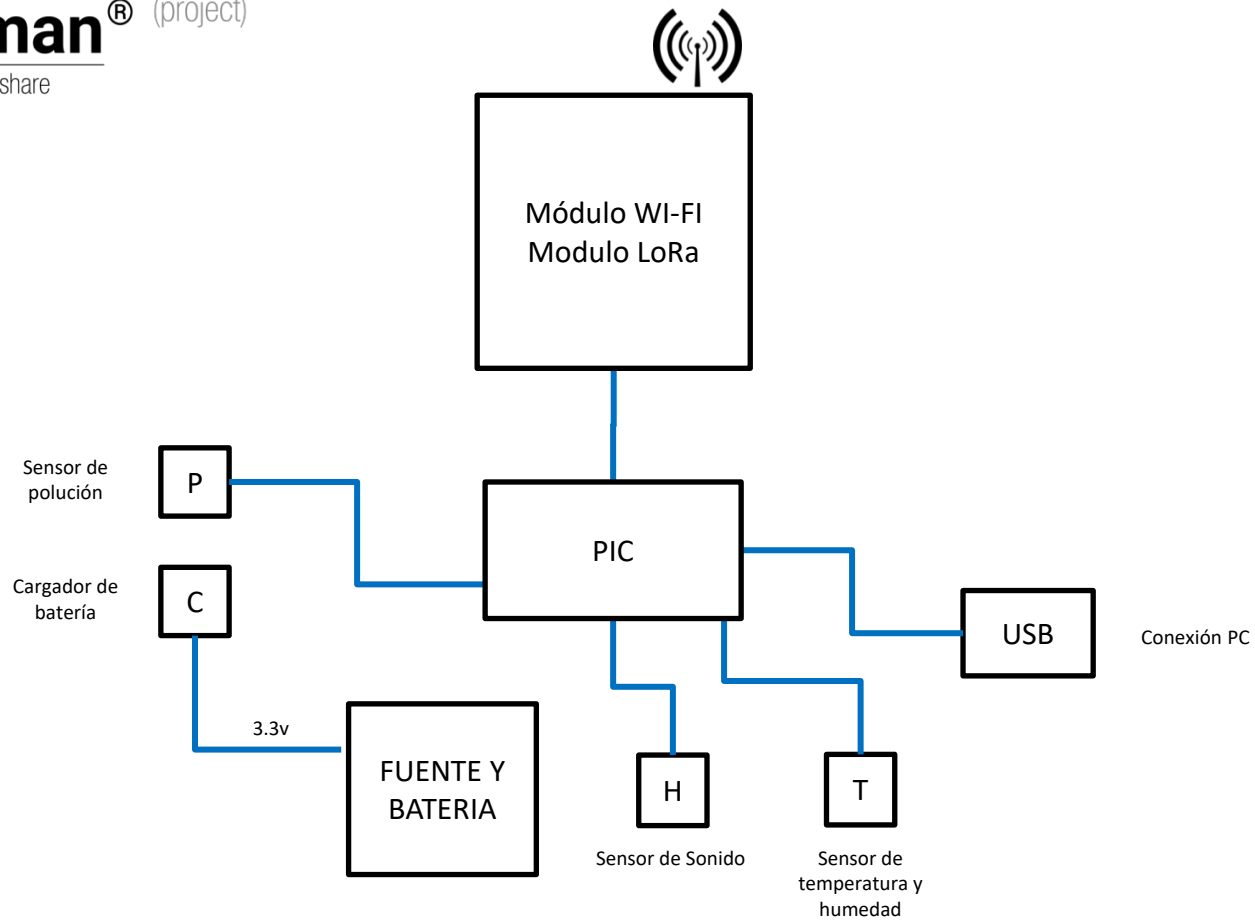 man® (project)
share
Módulo WI-FI
Modulo LoRa
Sensor de
polución
P
PIC
Cargador de
batería
C
USB
Conexión PC
3.3v
FUENTE Y
BATERIA
H
T
Sensor de Sonido
Sensor de
temperatura y
humedad